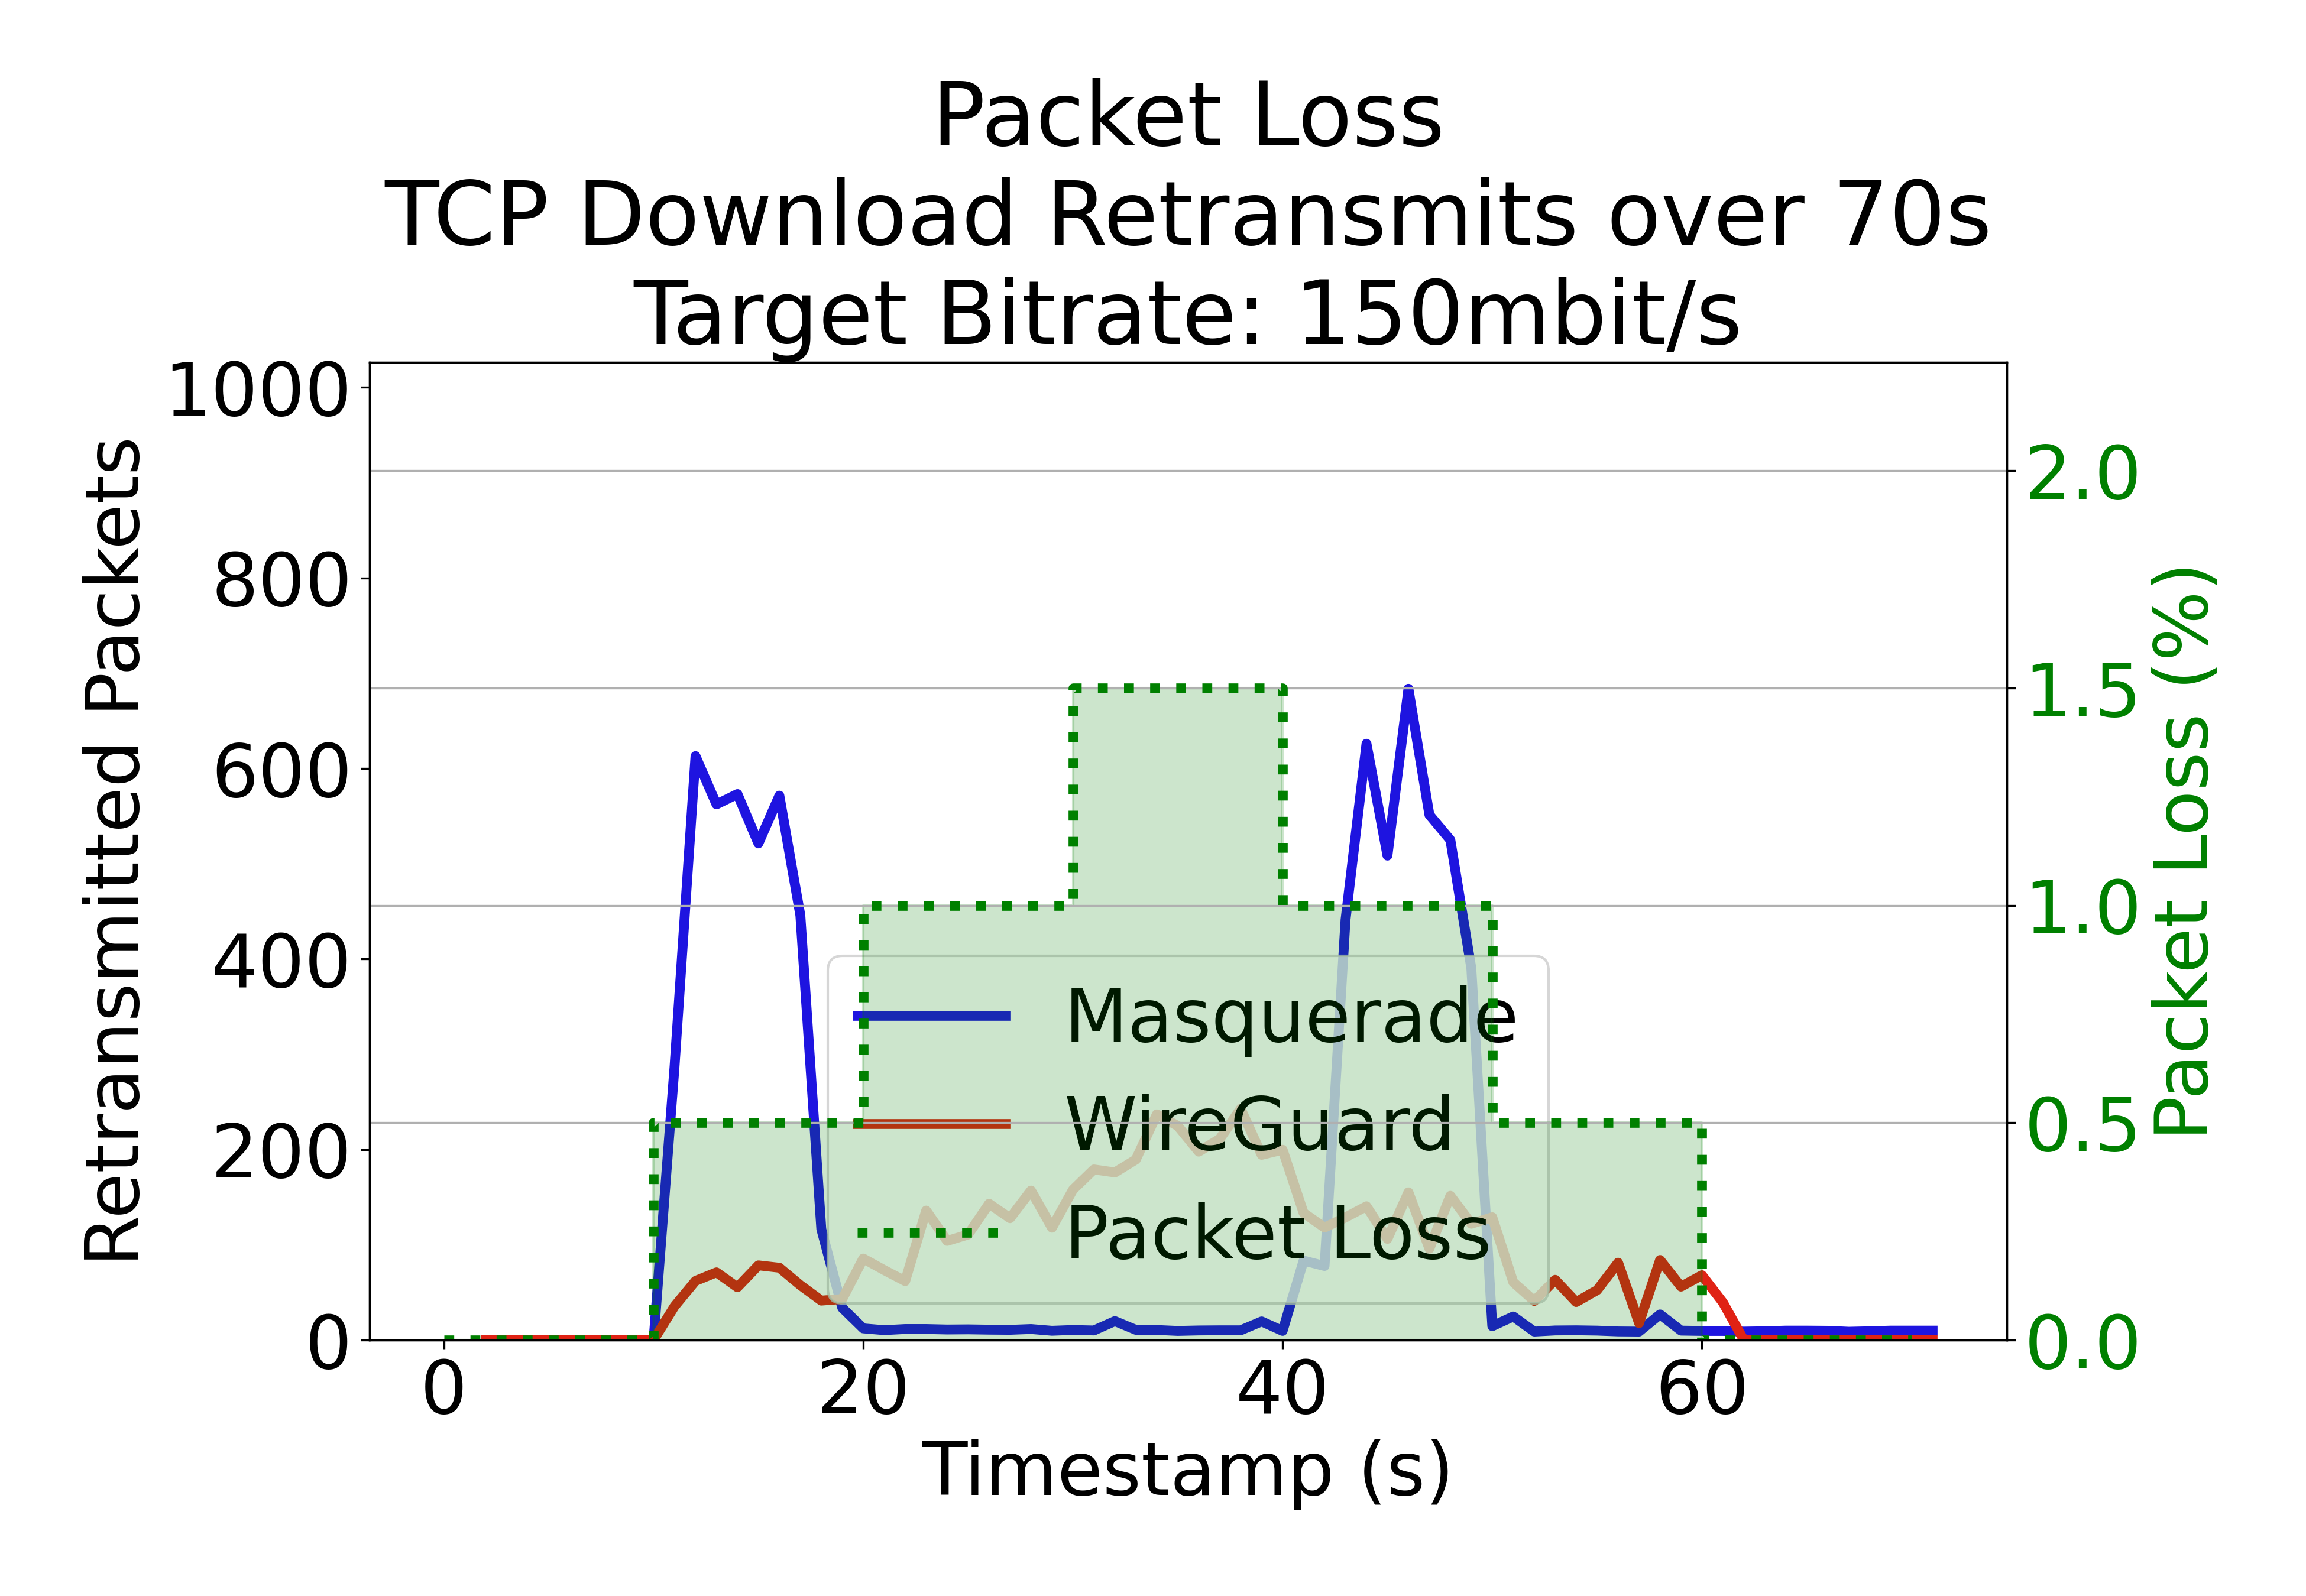 Packet Loss
TCP Download Retransmits over 70s
Target Bitrate: 150mbit/s
Retransmitted Packets
1000
800
600
400
200
0
Masquerade
WireGuard
Packet Loss
2.0
1.5
1.0
0.5
0.0
Packet Loss (%)
0
20
40
60
Timestamp (s)